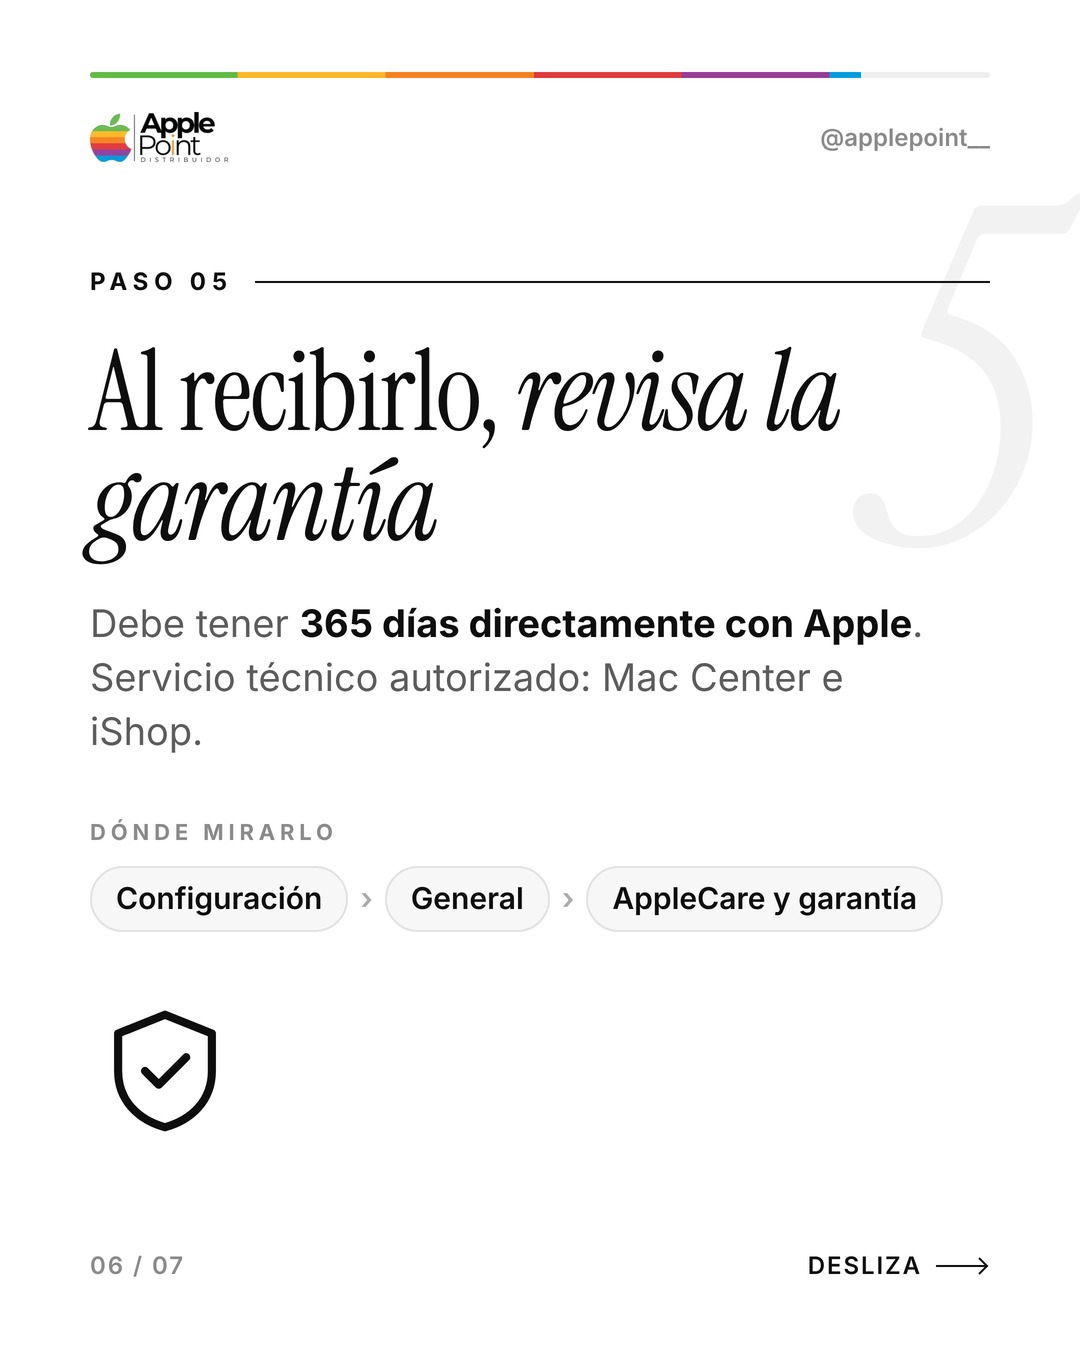 Apple
Point
DISTRIBUIDOR
@applepoint__
PASO 05
5
Al recibirlo, revisa la
garantía
Debe tener 365 días directamente con Apple.
Servicio técnico autorizado: Mac Center e
iShop.
DÓNDE MIRARLO
Configuración › General › AppleCare y garantía
06 / 07
DESLIZA